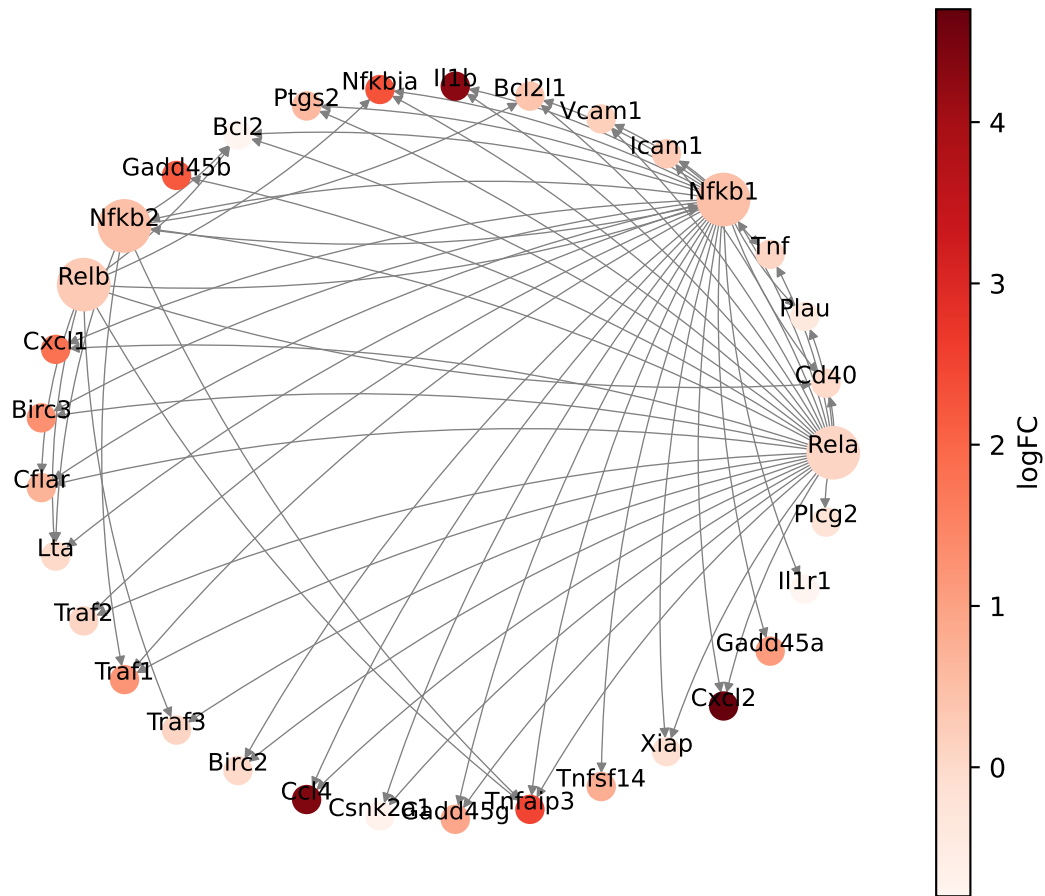 Il1b
Nfkbia
Bcl2l1
Ptgs2
Vcam1
Bcl2
Icam1
Gadd45b
Nfkb1
Nfkb2
Tnf
Relb
Plau
Cxcl1
Cd40
Birc3
Rela
Cflar
Plcg2
Lta
Il1r1
Traf2
Gadd45a
Traf1
Cxcl2
Traf3
Xiap
Birc2
Tnfsf14
Ccl4
Tnfaip3
Csnk2a1
Gadd45g
4
3
2
1
0
logFC